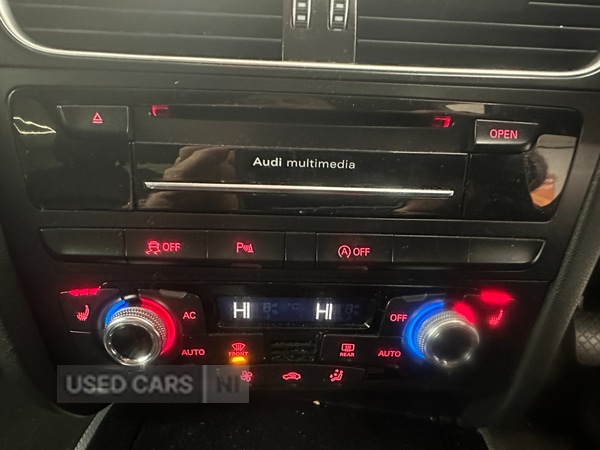 OPEN
Audi multimedia
OFF P OFF
HI HI
AC OFF
AUTO FRONT REAR AUTO
USED CARS NI